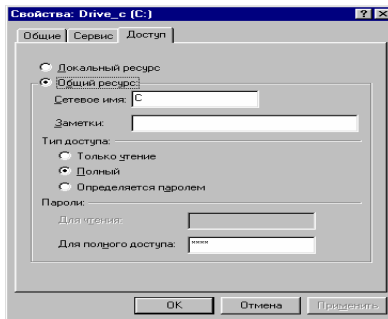 Свойства: Drive_c (C:)
Общие Сервис Доступ
Локальный ресурс
Общий ресурс:
Сетевое имя: C
Заметки:
Тип доступа:
Только чтение
Полный
Определяется паролем
Пароли:
Для чтения:
Для полного доступа: ****
OK Отмена Применить